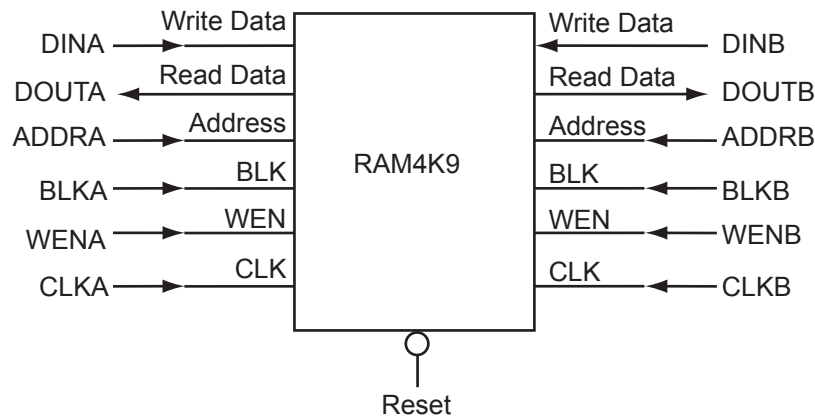 DINA Write Data Write Data DINB
DOUTA Read Data Read Data DOUTB
ADDRA Address Address ADDRB
RAM4K9
BLKA BLK BLK BLKB
WENA WEN WEN WENB
CLKA CLK CLK CLKB
Reset